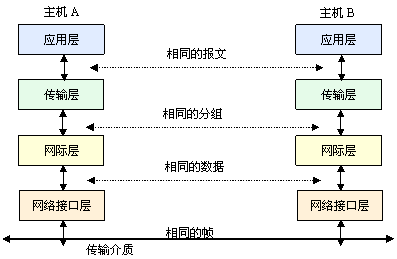 主机 A
主机 B
应用层
应用层
相同的报文
传输层
传输层
相同的分组
网际层
网际层
相同的数据
网络接口层
网络接口层
相同的帧
传输介质